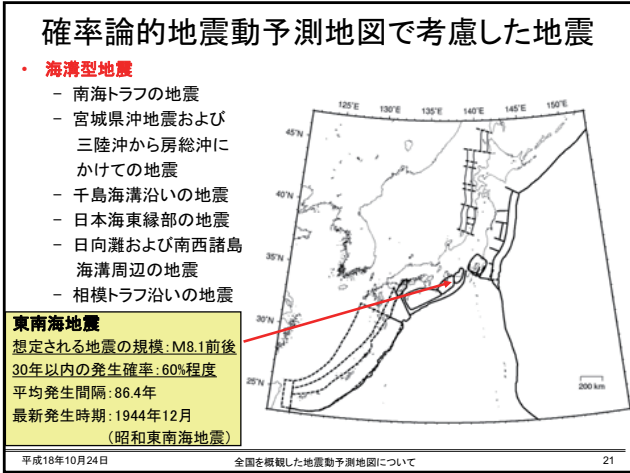 確率論的地震動予測地図で考慮した地震
• 海溝型地震
– 南海トラフの地震
– 宮城県沖地震および
三陸沖から房総沖に
かけての地震
– 千島海溝沿いの地震
– 日本海東縁部の地震
– 日向灘および南西諸島
海溝周辺の地震
– 相模トラフ沿いの地震
東南海地震
想定される地震の規模:M8.1前後
30年以内の発生確率:60%程度
平均発生間隔:86.4年
最新発生時期:1944年12月
(昭和東南海地震)
125˚E 130˚E 135˚E 140˚E 145˚E 150˚E
45˚N
40˚N
35˚N
30˚N
25˚N
200 km
平成18年10月24日 全国を概観した地震動予測地図について 21